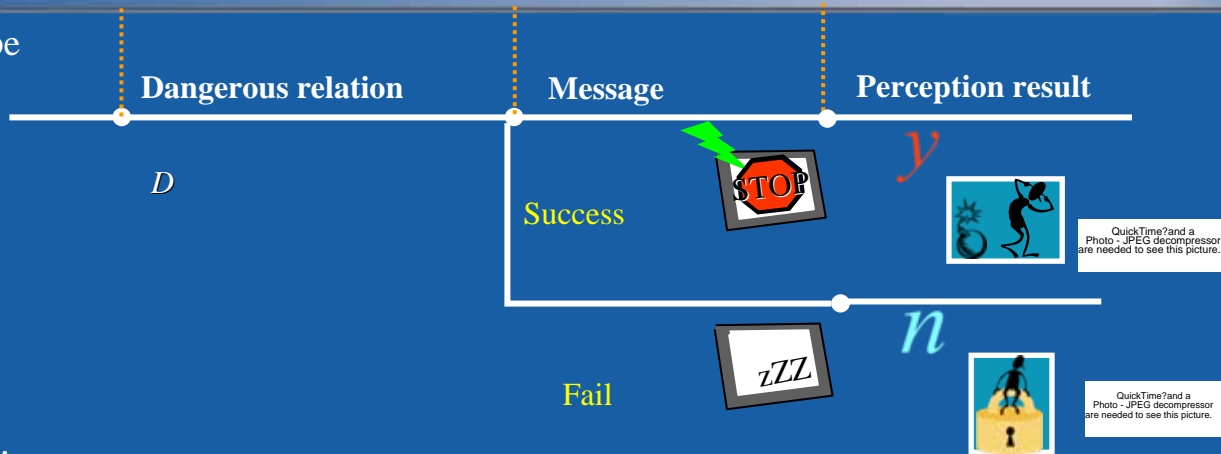 Dangerous relation
Message
Perception result
D
Success
STOP
y
QuickTime?and a
Photo - JPEG decompressor
are needed to see this picture.
n
zZZ
Fail
QuickTime?and a
Photo - JPEG decompressor
are needed to see this picture.